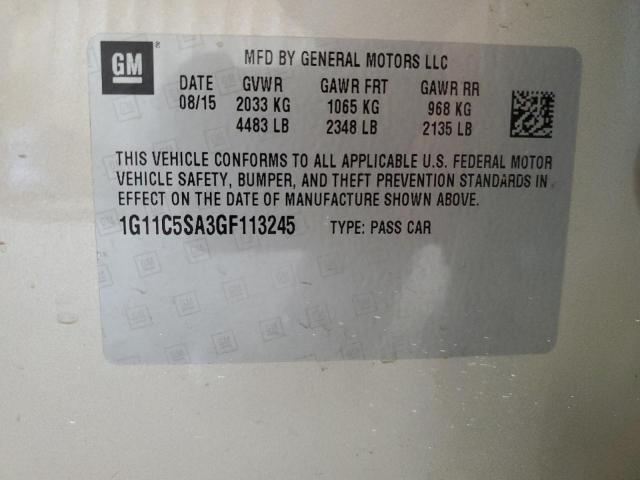 GM
MFD BY GENERAL MOTORS LLC
DATE GVWR GAWR FRT GAWR RR
08/15 2033 KG 1065 KG 968 KG
4483 LB 2348 LB 2135 LB
THIS VEHICLE CONFORMS TO ALL APPLICABLE U.S. FEDERAL MOTOR
VEHICLE SAFETY, BUMPER, AND THEFT PREVENTION STANDARDS IN
EFFECT ON THE DATE OF MANUFACTURE SHOWN ABOVE.
1G11C5SA3GF113245 TYPE: PASS CAR